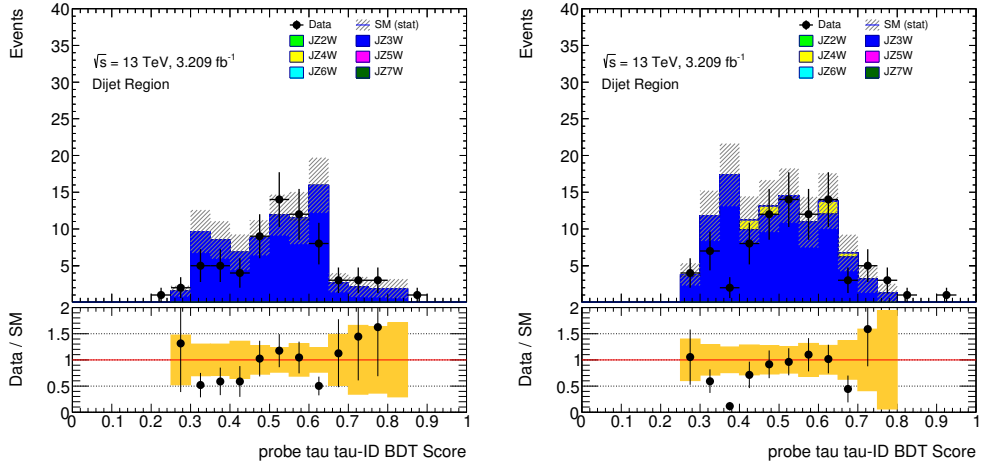 Events
40
35
30
25
20
15
10
5
0
√s = 13 TeV, 3.209 fb⁻¹
Dijet Region
Data
SM (stat)
JZ2W
JZ3W
JZ4W
JZ5W
JZ6W
JZ7W
Data / SM
2
1.5
1
0.5
0
0 0.1 0.2 0.3 0.4 0.5 0.6 0.7 0.8 0.9 1
probe tau tau-ID BDT Score
Events
40
35
30
25
20
15
10
5
0
√s = 13 TeV, 3.209 fb⁻¹
Dijet Region
Data
SM (stat)
JZ2W
JZ3W
JZ4W
JZ5W
JZ6W
JZ7W
Data / SM
2
1.5
1
0.5
0
0 0.1 0.2 0.3 0.4 0.5 0.6 0.7 0.8 0.9 1
probe tau tau-ID BDT Score